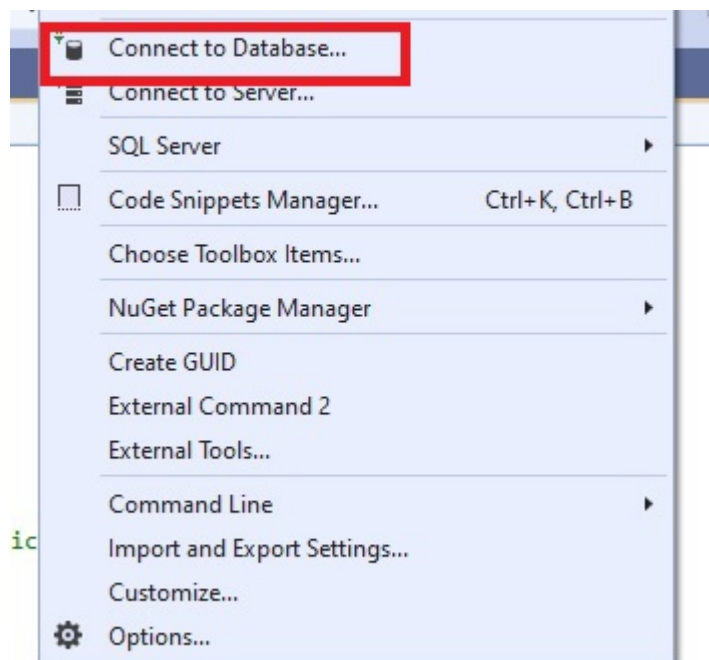 Connect to Database...
Connect to Server...
SQL Server
Code Snippets Manager... Ctrl+K, Ctrl+B
Choose Toolbox Items...
NuGet Package Manager
Create GUID
External Command 2
External Tools...
Command Line
ic
Import and Export Settings...
Customize...
Options...